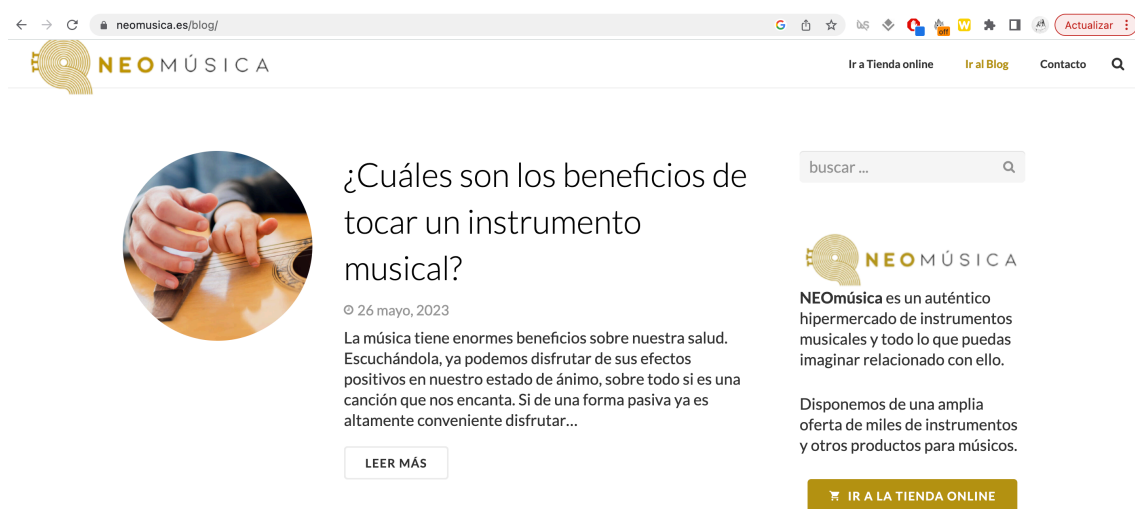 neomusica.es/blog/
off
Actualizar
NEOMÚSICA
Ir a Tienda online
Ir al Blog
Contacto
¿Cuáles son los beneficios de
tocar un instrumento
musical?
26 mayo, 2023
La música tiene enormes beneficios sobre nuestra salud.
Escuchándola, ya podemos disfrutar de sus efectos
positivos en nuestro estado de ánimo, sobre todo si es una
canción que nos encanta. Si de una forma pasiva ya es
altamente conveniente disfrutar…
LEER MÁS
buscar ...
NEOMÚSICA
NEOmúsica es un auténtico
hipermercado de instrumentos
musicales y todo lo que puedas
imaginar relacionado con ello.
Disponemos de una amplia
oferta de miles de instrumentos
y otros productos para músicos.
IR A LA TIENDA ONLINE